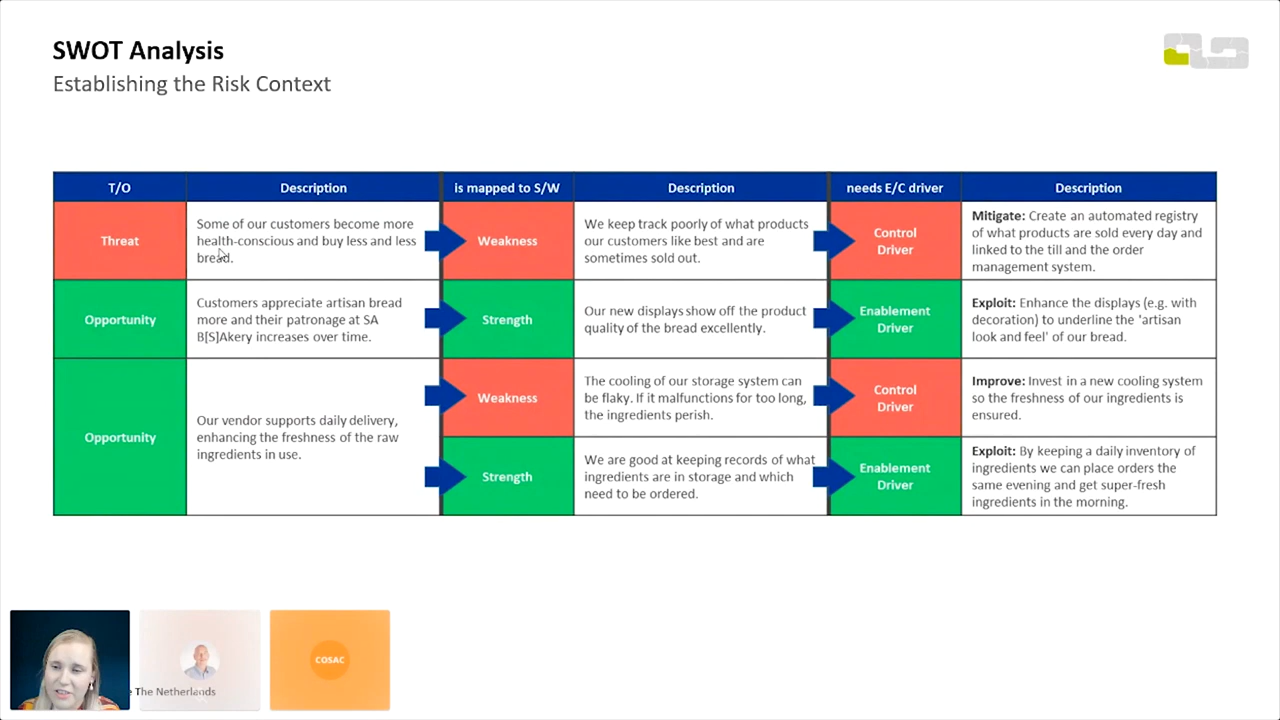 SWOT Analysis
Establishing the Risk Context
T/O
Description
is mapped to S/W
Description
needs E/C driver
Description
Threat
Some of our customers become more
health-conscious and buy less and less
bread.
Weakness
We keep track poorly of what products
our customers like best and are
sometimes sold out.
Control
Driver
Mitigate: Create an automated registry
of what products are sold every day and
linked to the till and the order
management system.
Opportunity
Customers appreciate artisan bread
more and their patronage at SA
B[S]Akery increases over time.
Strength
Our new displays show off the product
quality of the bread excellently.
Enablement
Driver
Exploit: Enhance the displays (e.g. with
decoration) to underline the 'artisan
look and feel' of our bread.
Opportunity
Our vendor supports daily delivery,
enhancing the freshness of the raw
ingredients in use.
Weakness
The cooling of our storage system can
be flaky. If it malfunctions for too long,
the ingredients perish.
Control
Driver
Improve: Invest in a new cooling system
so the freshness of our ingredients is
ensured.
Strength
We are good at keeping records of what
ingredients are in storage and which
need to be ordered.
Enablement
Driver
Exploit: By keeping a daily inventory of
ingredients we can place orders the
same evening and get super-fresh
ingredients in the morning.
COSAC
The Netherlands